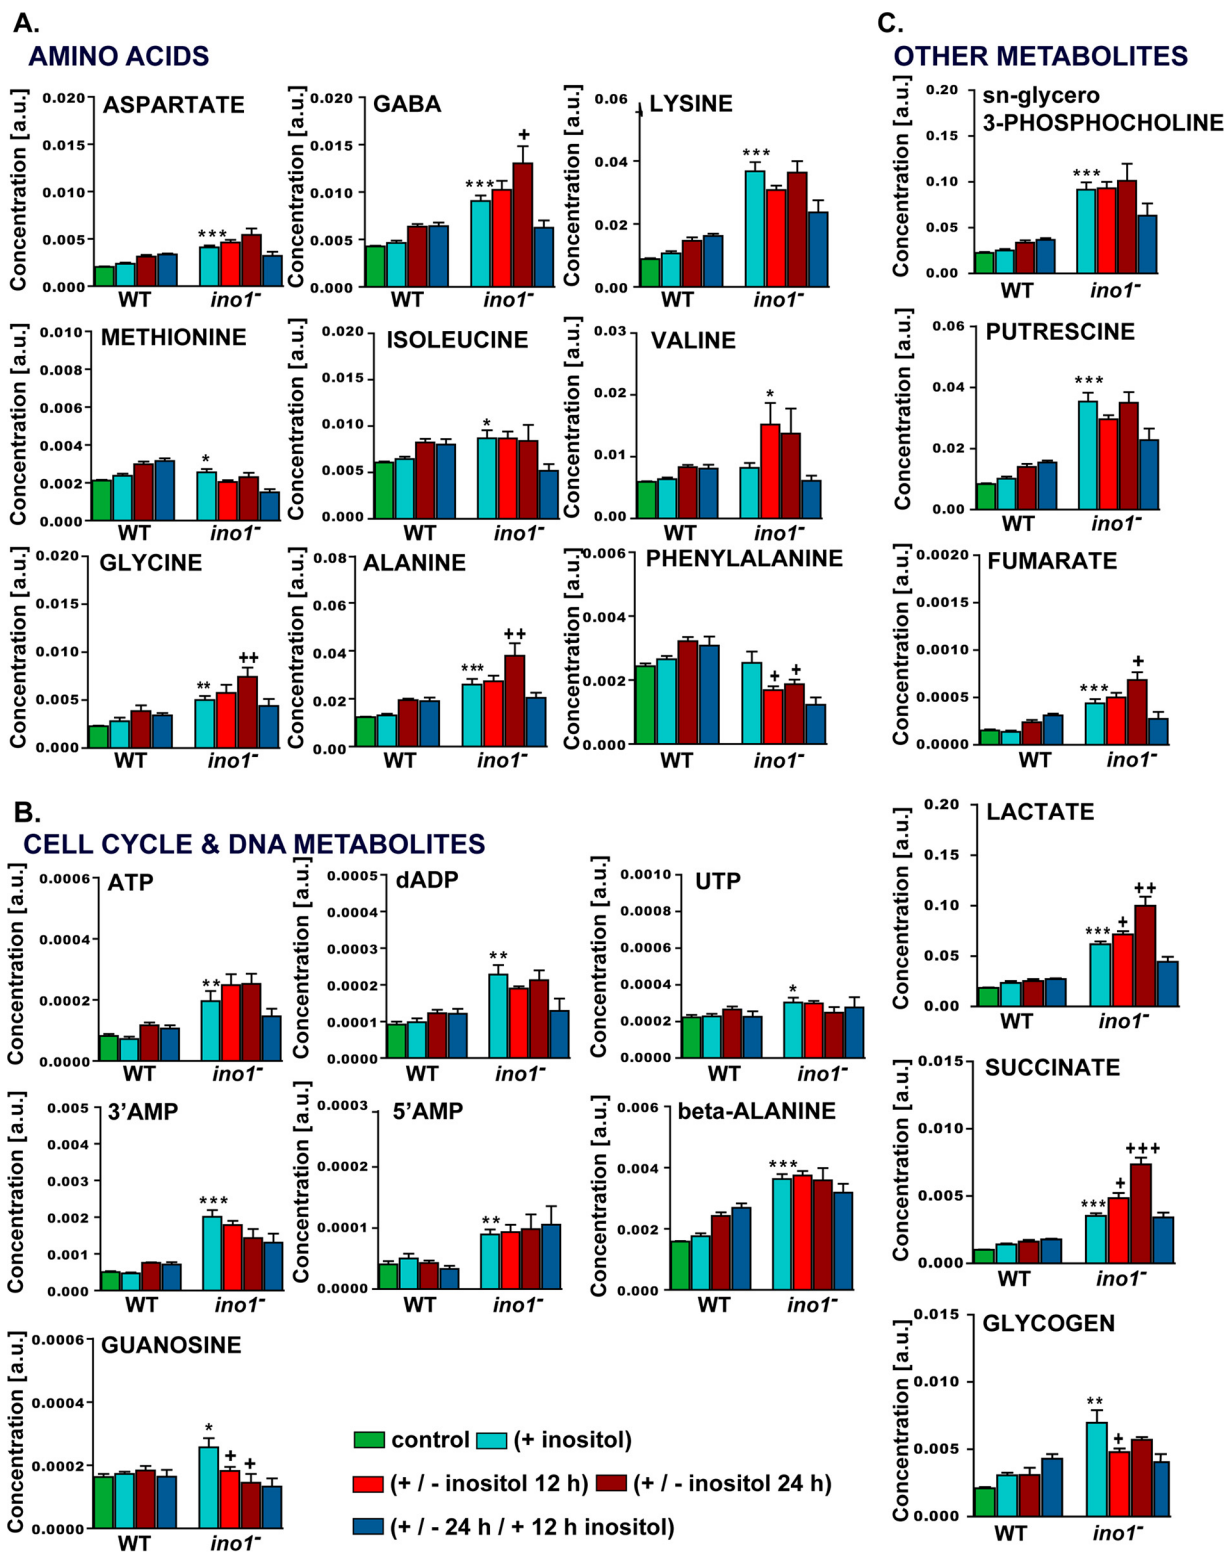 A.
AMINO ACIDS
Concentration [a.u.]
0.020
0.015
0.010
0.005
0.000
ASPARTATE
***
WT
ino1-
Concentration [a.u.]
0.020
0.015
0.010
0.005
0.000
GABA
***
+
WT
ino1-
Concentration [a.u.]
0.06
0.04
0.02
0.00
LYSINE
***
WT
ino1-
Concentration [a.u.]
0.010
0.008
0.006
0.004
0.002
0.000
METHIONINE
*
WT
ino1-
Concentration [a.u.]
0.020
0.015
0.010
0.005
0.000
ISOLEUCINE
*
WT
ino1-
Concentration [a.u.]
0.03
0.02
0.01
0.00
VALINE
*
WT
ino1-
Concentration [a.u.]
0.020
0.015
0.010
0.005
0.000
GLYCINE
**
++
WT
ino1-
Concentration [a.u.]
0.08
0.06
0.04
0.02
0.00
ALANINE
***
++
WT
ino1-
Concentration [a.u.]
0.006
0.004
0.002
0.000
PHENYLALANINE
+
+
WT
ino1-
B.
CELL CYCLE & DNA METABOLITES
Concentration [a.u.]
0.0006
0.0004
0.0002
0.0000
ATP
**
WT
ino1-
Concentration [a.u.]
0.0005
0.0004
0.0003
0.0002
0.0001
0.0000
dADP
**
WT
ino1-
Concentration [a.u.]
0.0010
0.0008
0.0006
0.0004
0.0002
0.0000
UTP
*
WT
ino1-
Concentration [a.u.]
0.005
0.004
0.003
0.002
0.001
0.000
3'AMP
***
WT
ino1-
Concentration [a.u.]
0.0003
0.0002
0.0001
0.0000
5'AMP
**
WT
ino1-
Concentration [a.u.]
0.006
0.004
0.002
0.000
beta-ALANINE
***
WT
ino1-
Concentration [a.u.]
0.0006
0.0004
0.0002
0.0000
GUANOSINE
*
+
+
WT
ino1-
control
(+ inositol)
(+ / - inositol 12 h)
(+ / - inositol 24 h)
(+ / - 24 h / + 12 h inositol)
C.
OTHER METABOLITES
Concentration [a.u.]
0.20
0.15
0.10
0.05
0.00
sn-glycero
3-PHOSPHOCHOLINE
***
WT
ino1-
Concentration [a.u.]
0.06
0.04
0.02
0.00
PUTRESCINE
***
WT
ino1-
Concentration [a.u.]
0.0020
0.0015
0.0010
0.0005
0.0000
FUMARATE
***
+
WT
ino1-
Concentration [a.u.]
0.20
0.15
0.10
0.05
0.00
LACTATE
***
+
++
WT
ino1-
Concentration [a.u.]
0.015
0.010
0.005
0.000
SUCCINATE
***
+
+++
WT
ino1-
Concentration [a.u.]
0.015
0.010
0.005
0.000
GLYCOGEN
**
+
WT
ino1-